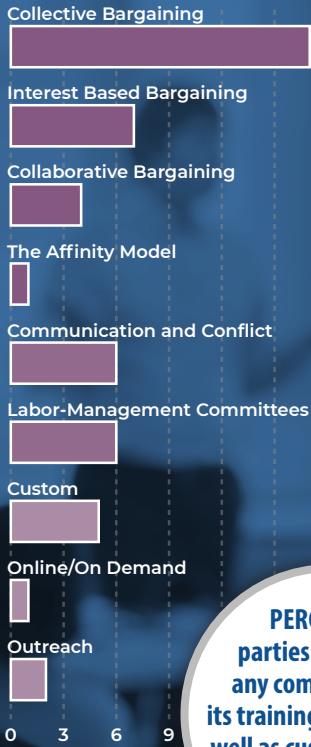 Collective Bargaining
Interest Based Bargaining
Collaborative Bargaining
The Affinity Model
Communication and Conflict
Labor-Management Committees
Custom
Online/On Demand
Outreach
0 3 6 9
PERC
parties
any com
its training
well as cu